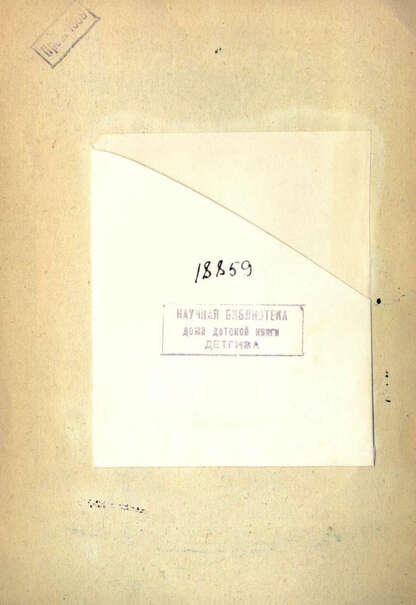 18859
НАУЧНАЯ БИБЛИОТЕКА
ДОМА ДЕТСКОЙ КНИГИ
ДЕТГИЗА